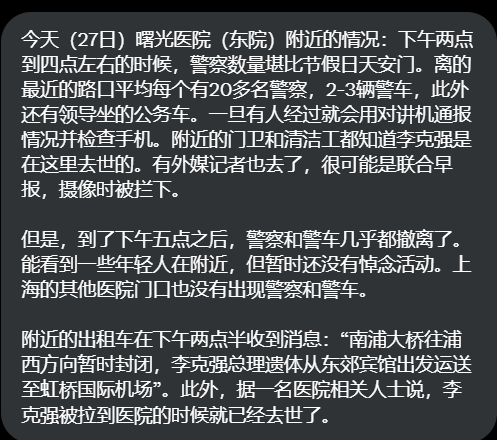 今天（27日）曙光医院（东院）附近的情况：下午两点
到四点左右的时候，警察数量堪比节假日天安门。离的
最近的路口平均每个有20多名警察，2-3辆警车，此外
还有领导坐的公务车。一旦有人经过就会用对讲机通报
情况并检查手机。附近的门卫和清洁工都知道李克强是
在这里去世的。有外媒记者也去了，很可能是联合早
报，摄像时被拦下。
但是，到了下午五点之后，警察和警车几乎都撤离了。
能看到一些年轻人在附近，但暂时还没有悼念活动。上
海的其他医院门口也没有出现警察和警车。
附近的出租车在下午两点半收到消息：“南浦大桥往浦
西方向暂时封闭，李克强总理遗体从东郊宾馆出发运送
至虹桥国际机场”。此外，据一名医院相关人士说，李
克强被拉到医院的时候就已经去世了。